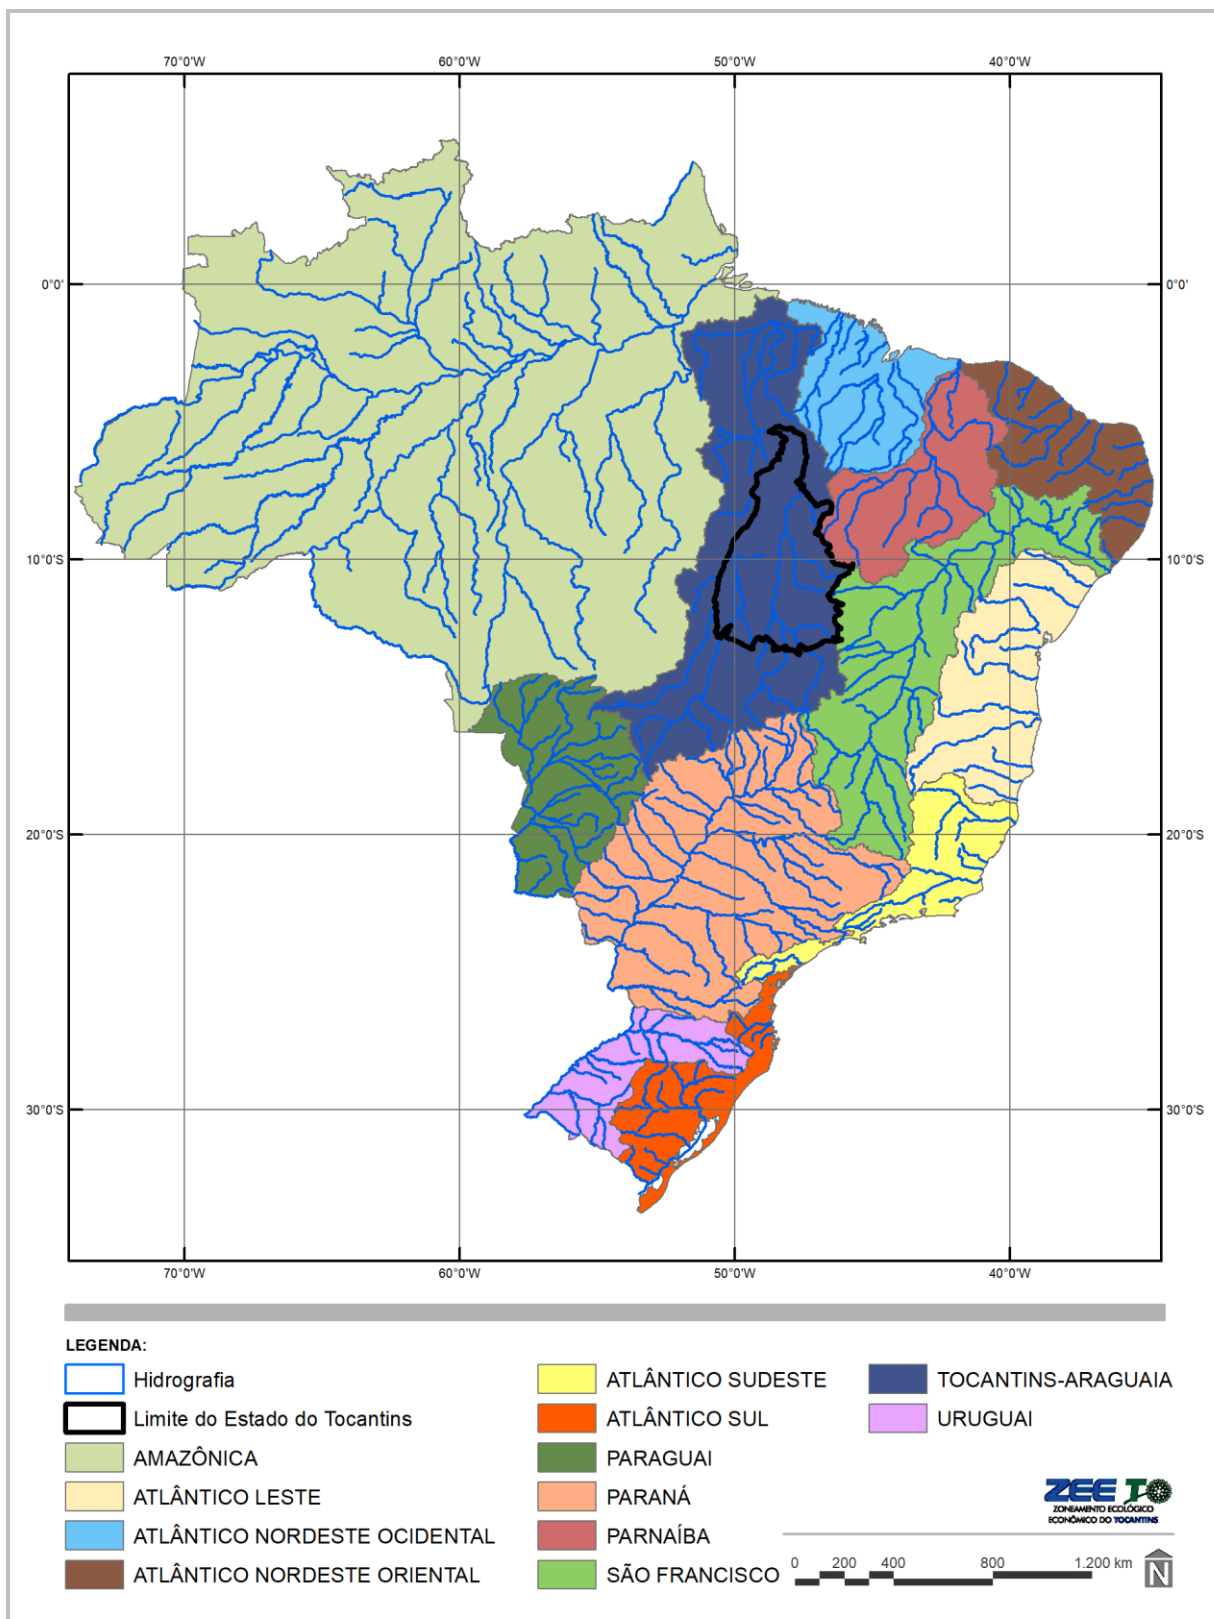 70°0'W 60°0'W 50°0'W 40°0'W
0°0' 0°0'
10°0'S 10°0'S
20°0'S 20°0'S
30°0'S 30°0'S
70°0'W 60°0'W 50°0'W 40°0'W
LEGENDA:
Hidrografia
Limite do Estado do Tocantins
AMAZÔNICA
ATLÂNTICO LESTE
ATLÂNTICO NORDESTE OCIDENTAL
ATLÂNTICO NORDESTE ORIENTAL
ATLÂNTICO SUDESTE
ATLÂNTICO SUL
PARAGUAI
PARANÁ
PARNAÍBA
SÃO FRANCISCO
TOCANTINS-ARAGUAIA
URUGUAI
ZEE TO
ZONEAMENTO ECOLÓGICO
ECONÔMICO DO TOCANTINS
0 200 400 800 1.200 km
N